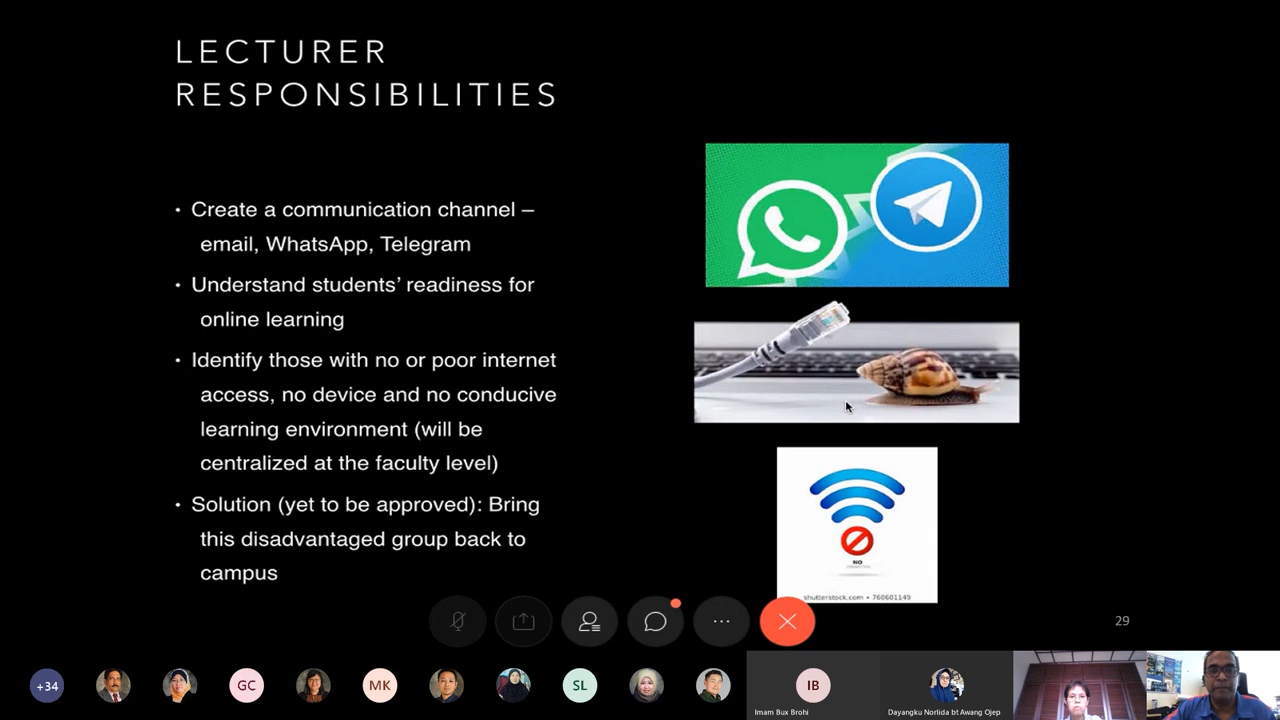 LECTURER
RESPONSIBILITIES
• Create a communication channel –
email, WhatsApp, Telegram
• Understand students’ readiness for
online learning
• Identify those with no or poor internet
access, no device and no conducive
learning environment (will be
centralized at the faculty level)
• Solution (yet to be approved): Bring
this disadvantaged group back to
campus
NO
shutterstock.com • 760601149
29
+34
GC
MK
SL
IB
Imam Bux Brohi
Dayangku Norlida bt Awang Ojep